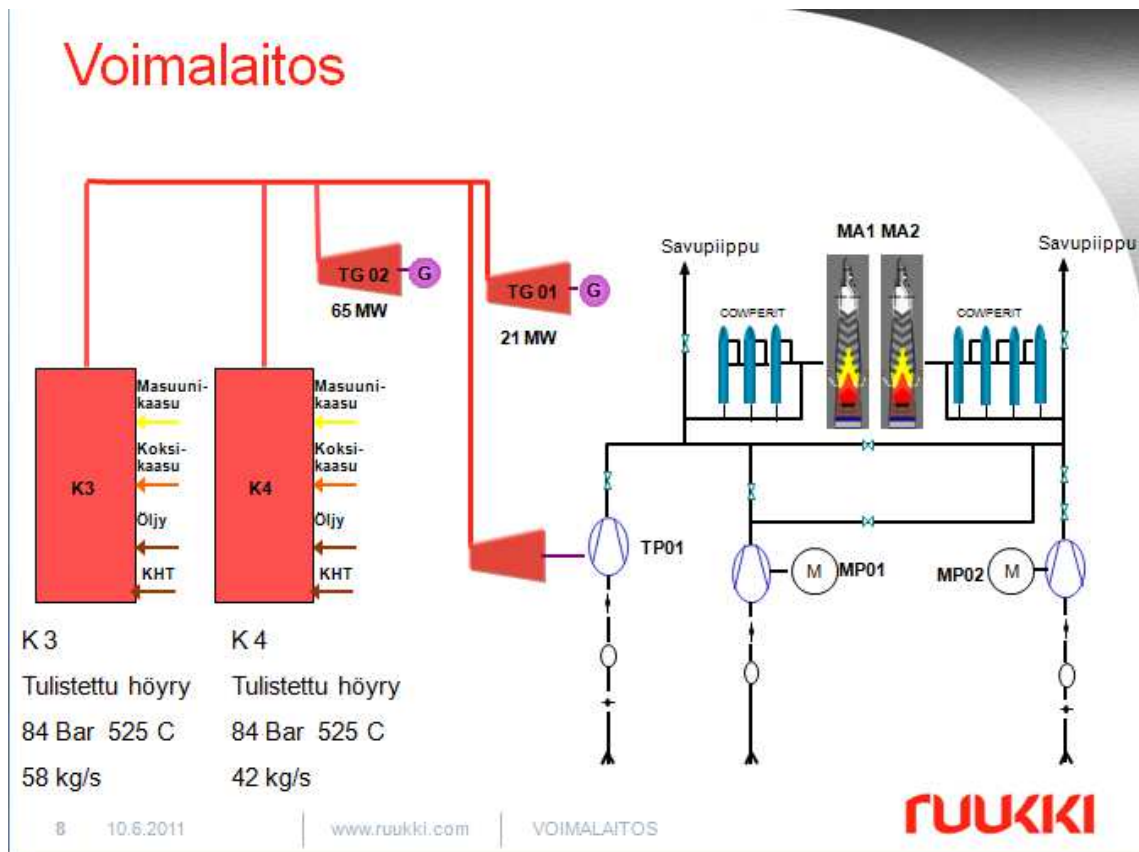 Voimalaitos
TG 02
G
65 MW
TG 01
G
21 MW
Savupiippu
MA1 MA2
Savupiippu
COWPERIT
COWPERIT
Masuuni-
kaasu
Koksi-
kaasu
K3
Öljy
KHT
Masuuni-
kaasu
Koksi-
kaasu
K4
Öljy
KHT
TP01
M
MP01
MP02
M
K 3
Tulistettu höyry
84 Bar 525 C
58 kg/s
K 4
Tulistettu höyry
84 Bar 525 C
42 kg/s
8
10.6.2011
www.ruukki.com
VOIMALAITOS
ruukki